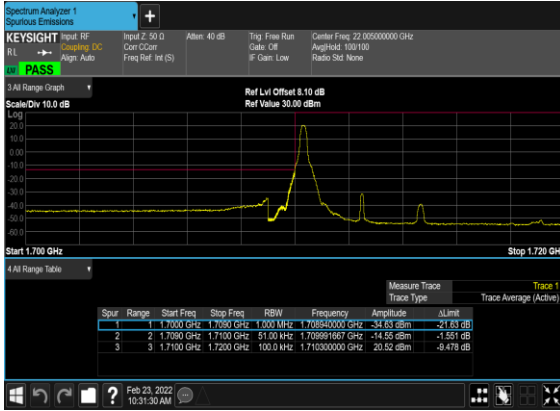 Spectrum Analyzer 1
Spurious Emissions
+
KEYSIGHT Input: RF Input Z: 50 Ω Atten: 40 dB Trig: Free Run Center Freq: 22.005000000 GHz
RL Coupling: DC Corr CCorr Gate: Off Avg|Hold: 100/100
Align: Auto Freq Ref: Int (S) IF Gain: Low Radio Std: None
PASS
3 All Range Graph Ref Lvl Offset 8.10 dB
Scale/Div 10.0 dB Ref Value 30.00 dBm
Log
20.0
10.0
0.00
-10.0
-20.0
-30.0
-40.0
-50.0
-60.0
Start 1.700 GHz Stop 1.720 GH
4 All Range Table
Measure Trace Trace 1
Trace Type Trace Average (Active)
Spur Range Start Freq Stop Freq RBW Frequency Amplitude ΔLimit
1 1 1.7000 GHz 1.7090 GHz 1.000 MHz 1.708940000 GHz -34.63 dBm -21.63 dB
2 2 1.7090 GHz 1.7100 GHz 51.00 kHz 1.709991667 GHz -14.55 dBm -1.551 dB
3 3 1.7100 GHz 1.7200 GHz 100.0 kHz 1.710300000 GHz 20.52 dBm -9.478 dB
? Feb 23, 2022
10:31:30 AM